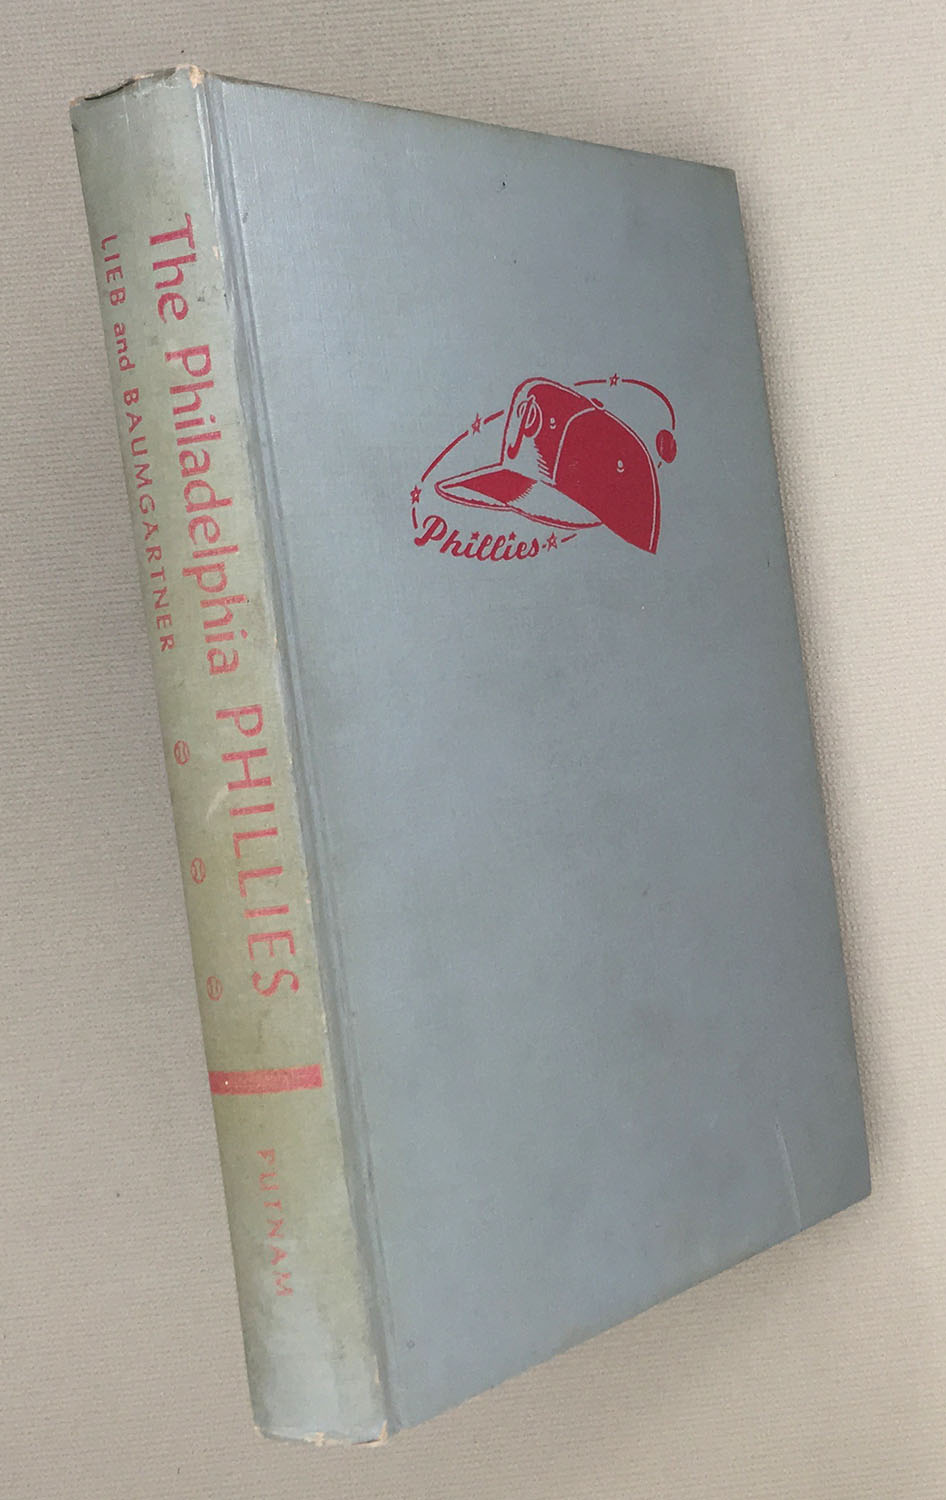 The Philadelphia PHILLIES
LIEB and BAUMGARTNER
PUTNAM
P
Phillies